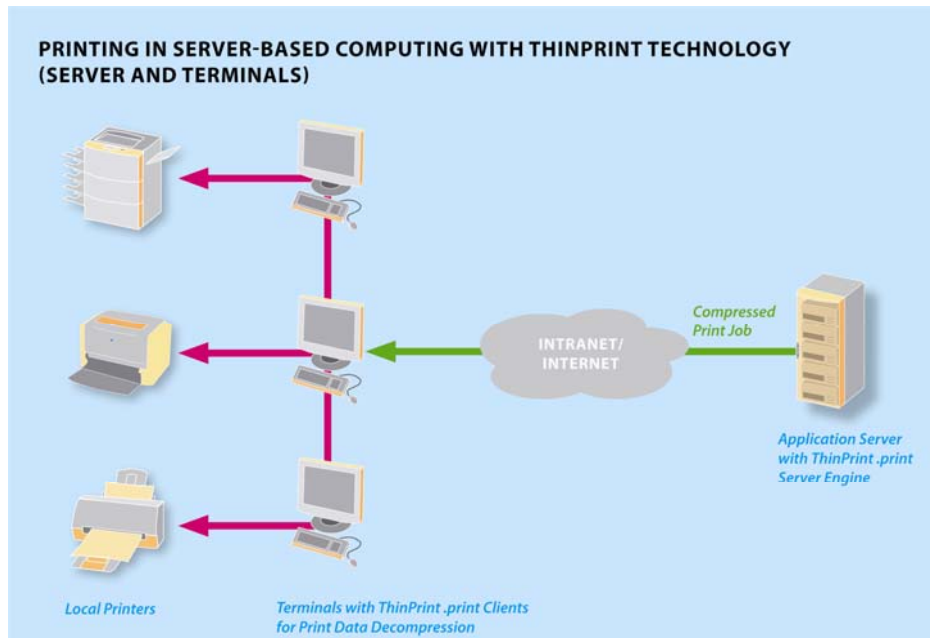 PRINTING IN SERVER-BASED COMPUTING WITH THINPRINT TECHNOLOGY
(SERVER AND TERMINALS)
Compressed
Print Job
INTRANET/
INTERNET
Application Server
with ThinPrint .print
Server Engine
Local Printers
Terminals with ThinPrint .print Clients
for Print Data Decompression